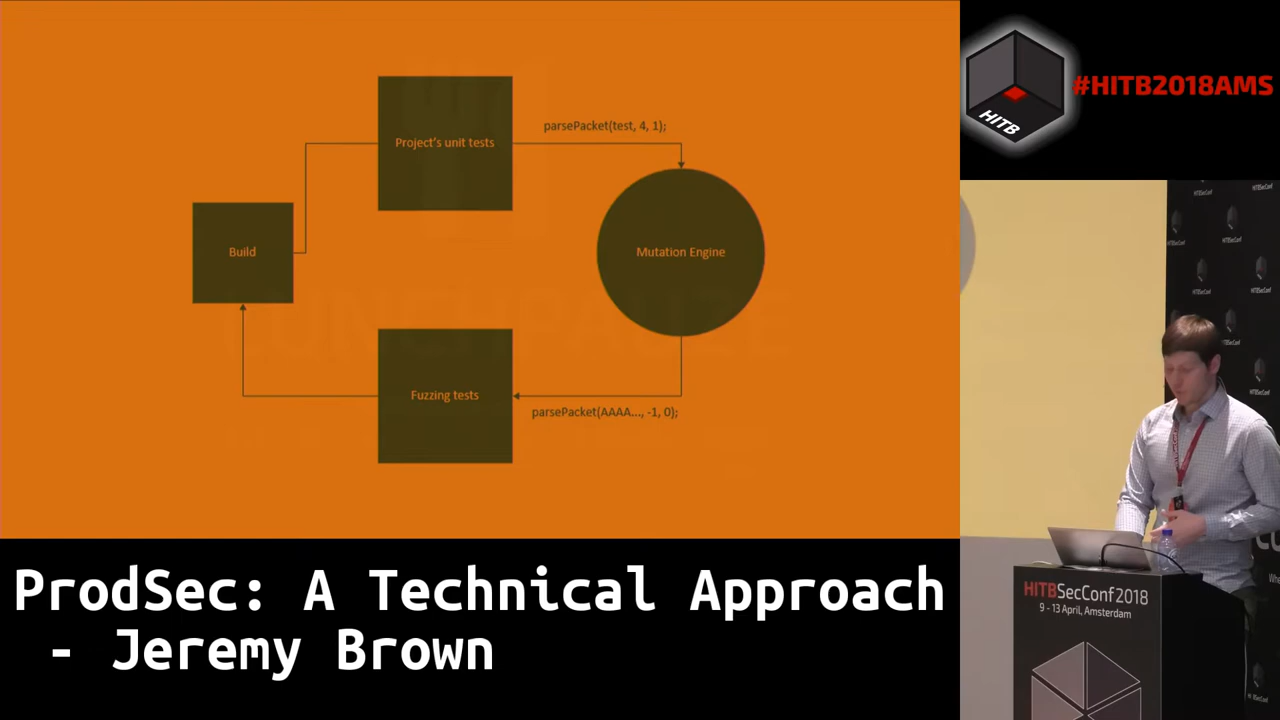 Project's unit tests
parsePacket(test, 4, 1);
Build
Mutation Engine
Fuzzing tests
parsePacket(AAAA..., -1, 0);
ProdSec: A Technical Approach
- Jeremy Brown
HITB
#HITB2018AMS
HITBSecConf2018
9 - 13 April, Amsterdam